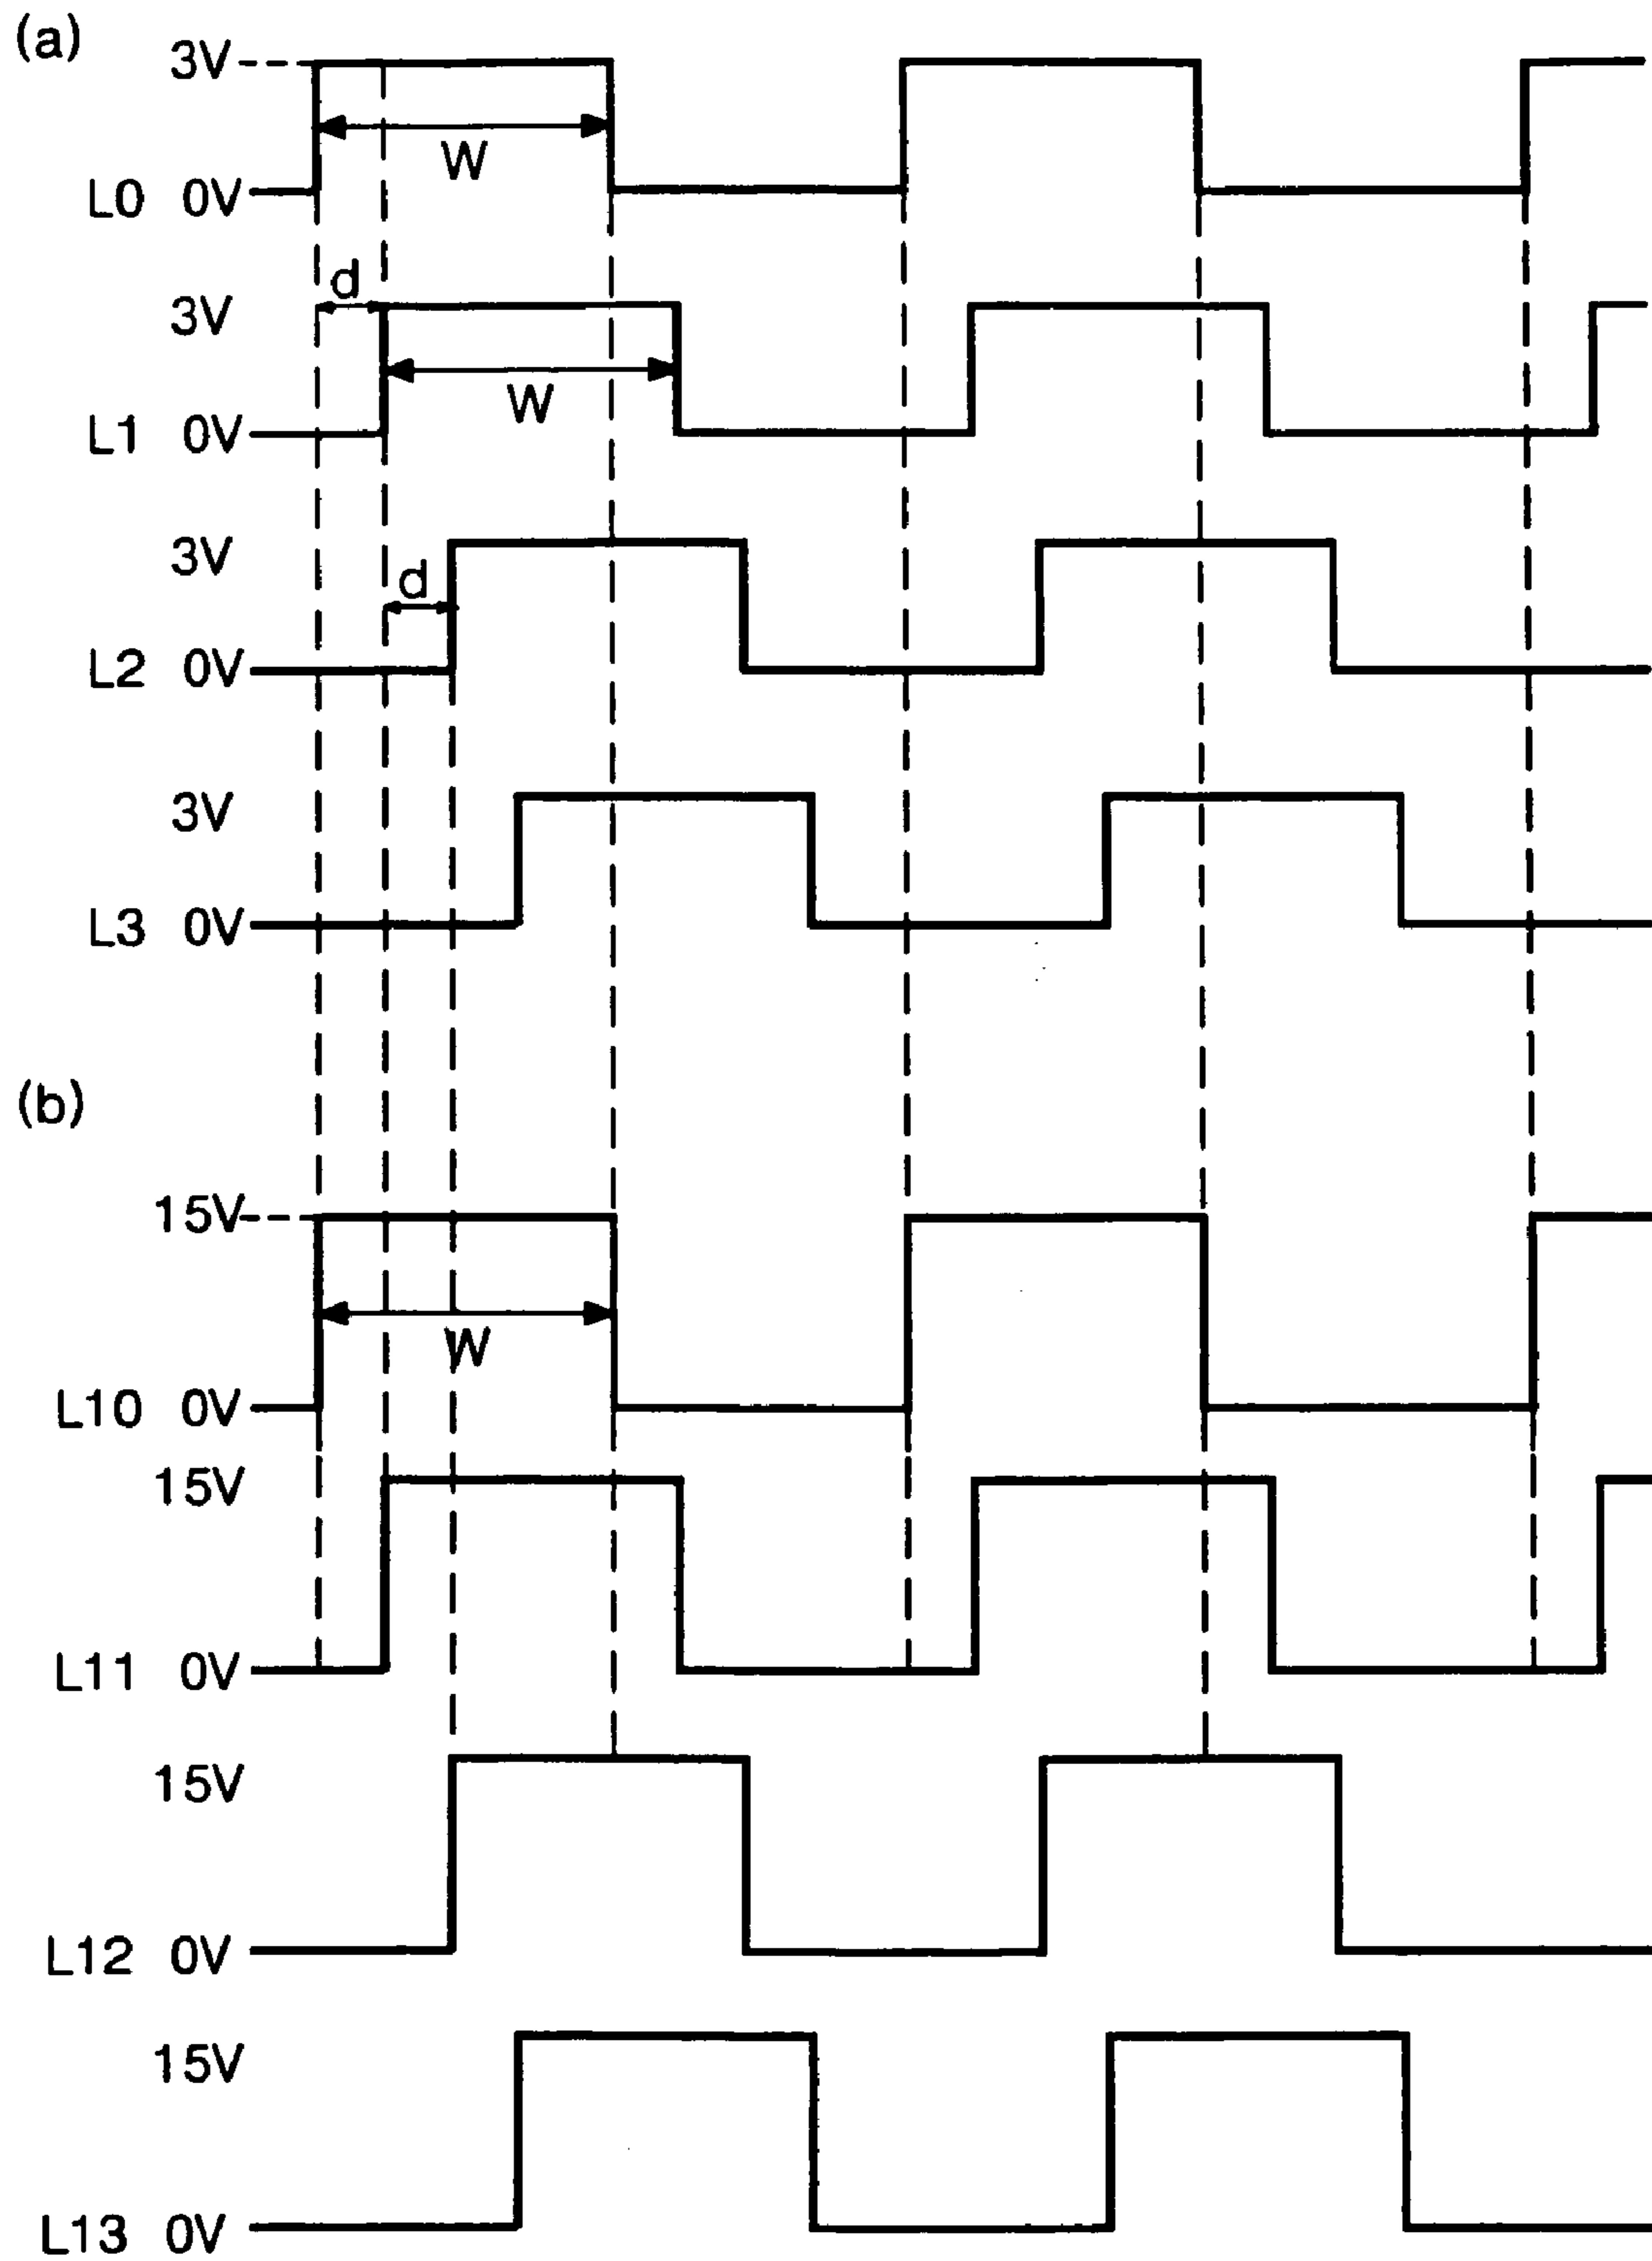 (a)
3V
W
L0 0V
d
3V
W
L1 0V
3V
d
L2 0V
3V
L3 0V
(b)
15V
W
L10 0V
15V
L11 0V
15V
L12 0V
15V
L13 0V